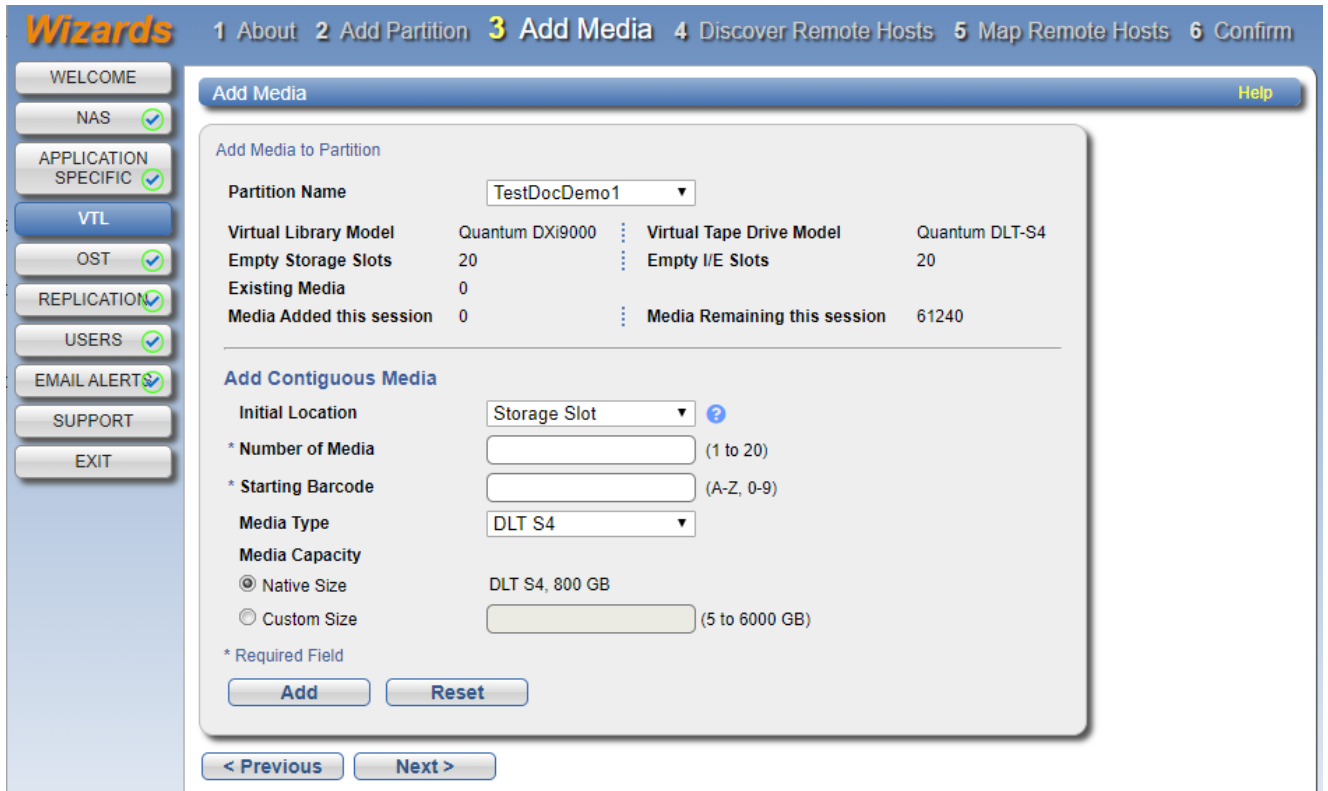 Wizards 1 About 2 Add Partition 3 Add Media 4 Discover Remote Hosts 5 Map Remote Hosts 6 Confirm
WELCOME
NAS
APPLICATION
SPECIFIC
VTL
OST
REPLICATION
USERS
EMAIL ALERTS
SUPPORT
EXIT
Add Media Help
Add Media to Partition
Partition Name TestDocDemo1
Virtual Library Model Quantum DXi9000 Virtual Tape Drive Model Quantum DLT-S4
Empty Storage Slots 20 Empty I/E Slots 20
Existing Media 0
Media Added this session 0 Media Remaining this session 61240
Add Contiguous Media
Initial Location Storage Slot ?
* Number of Media (1 to 20)
* Starting Barcode (A-Z, 0-9)
Media Type DLT S4
Media Capacity
Native Size DLT S4, 800 GB
Custom Size (5 to 6000 GB)
* Required Field
Add Reset
< Previous Next >